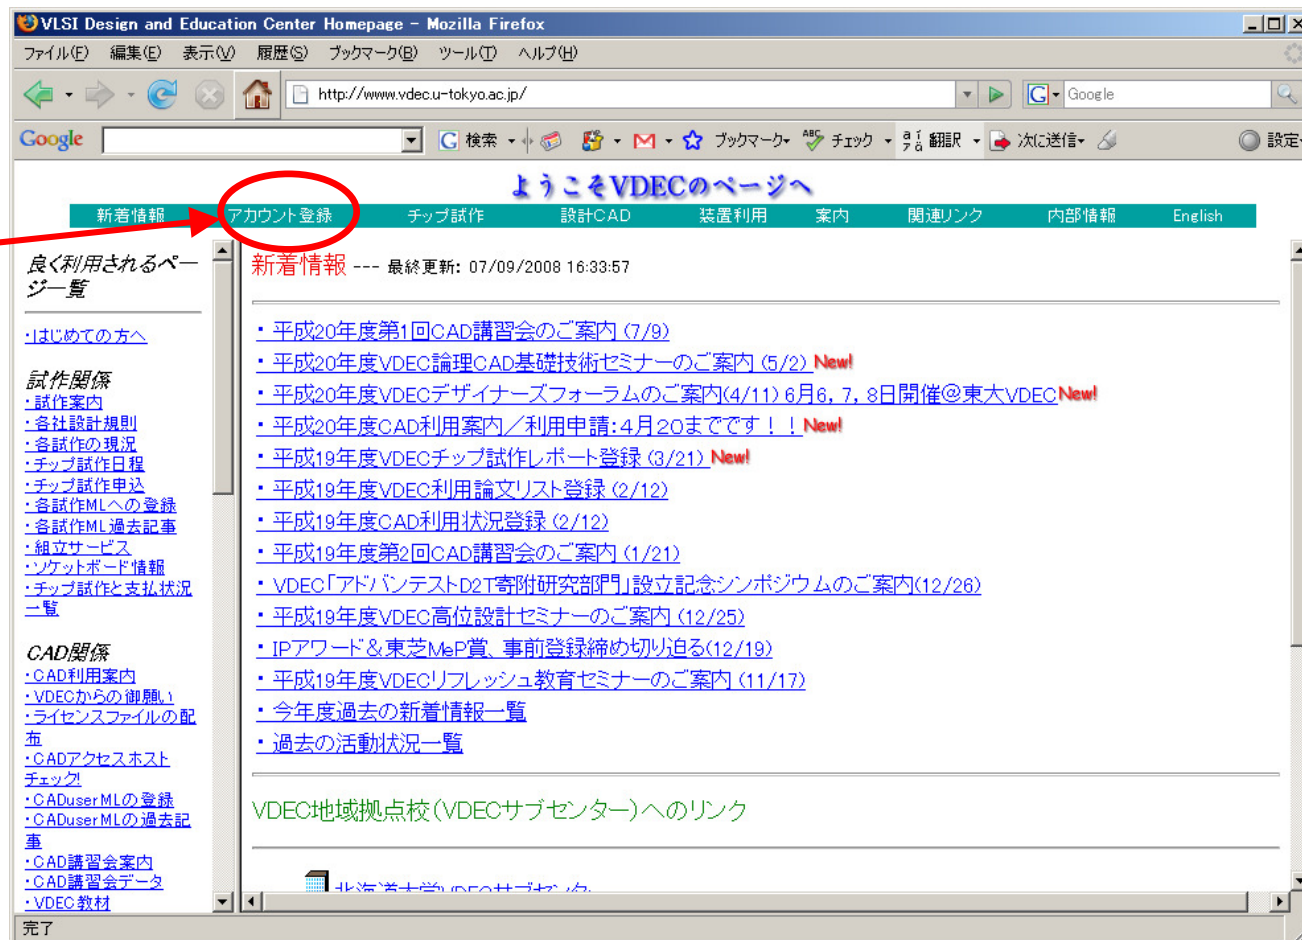 VLSI Design and Education Center Homepage - Mozilla Firefox
ファイル(F) 編集(E) 表示(V) 履歴(S) ブックマーク(B) ツール(T) ヘルプ(H)
http://www.vdec.u-tokyo.ac.jp/
Google
Google
検索
ブックマーク
チェック
翻訳
次に送信
設定
ようこそVDECのページへ
新着情報 アカウント登録 チップ試作 設計CAD 装置利用 案内 関連リンク 内部情報 English
良く利用されるペー
ジ一覧
・はじめての方へ
試作関係
・試作案内
・各社設計規則
・各試作の現況
・チップ試作日程
・チップ試作申込
・各試作MLへの登録
・各試作ML過去記事
・組立サービス
・ソケットボード情報
・チップ試作と支払状況
一覧
CAD関係
・CAD利用案内
・VDECからの御願い
・ライセンスファイルの配
布
・CADアクセスホスト
チェック!
・CADuserMLの登録
・CADuserMLの過去記
事
・CAD講習会案内
・CAD講習会データ
・VDEC教材
新着情報 --- 最終更新: 07/09/2008 16:33:57
・平成20年度第1回CAD講習会のご案内 (7/9)
・平成20年度VDEC論理CAD基礎技術セミナーのご案内 (5/2) New!
・平成20年度VDECデザイナーズフォーラムのご案内(4/11) 6月6, 7, 8日開催@東大VDEC New!
・平成20年度CAD利用案内／利用申請:4月20までです！！ New!
・平成19年度VDECチップ試作レポート登録 (3/21) New!
・平成19年度VDEC利用論文リスト登録 (2/12)
・平成19年度CAD利用状況登録 (2/12)
・平成19年度第2回CAD講習会のご案内 (1/21)
・VDEC「アドバンテストD2T寄附研究部門」設立記念シンポジウムのご案内(12/26)
・平成19年度VDEC高位設計セミナーのご案内 (12/25)
・IPアワード＆東芝MeP賞、事前登録締め切り迫る(12/19)
・平成19年度VDECリフレッシュ教育セミナーのご案内 (11/17)
・今年度過去の新着情報一覧
・過去の活動状況一覧
VDEC地域拠点校(VDECサブセンター)へのリンク
北海道大学VDECサブセンタ
完了